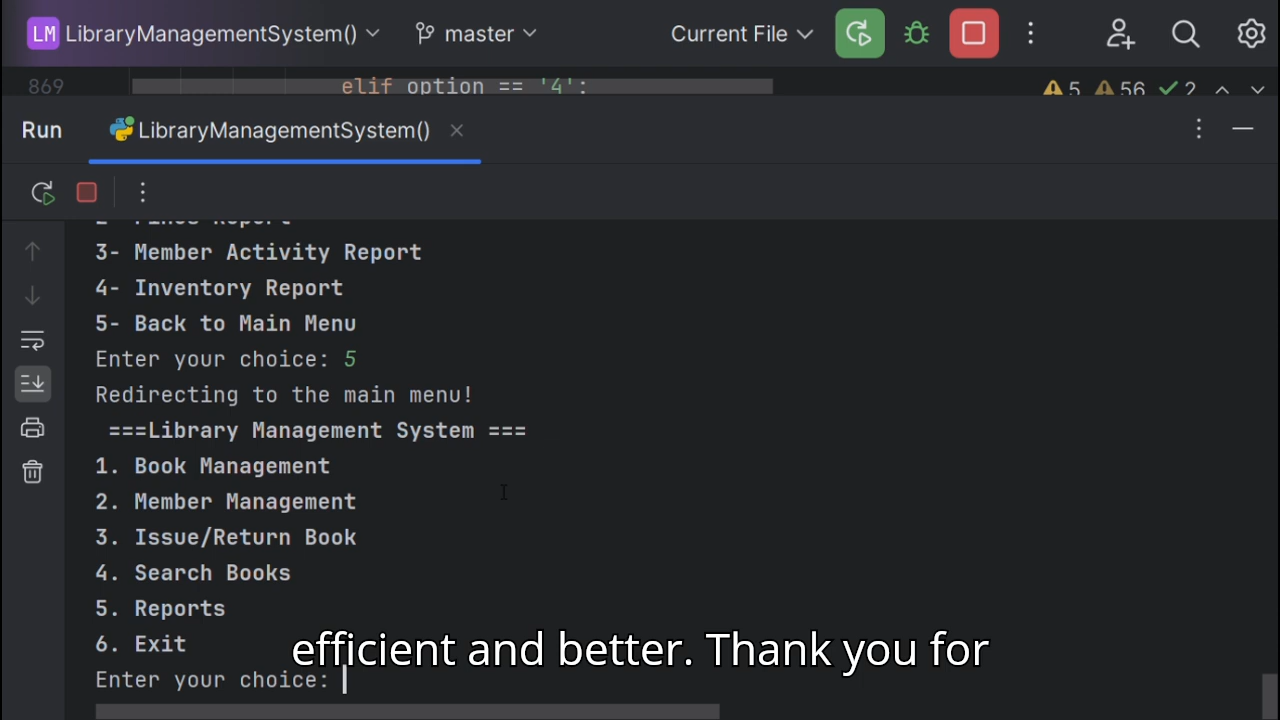 LM LibraryManagementSystem() master Current File
869 elif option == '4': 5 56 2
Run LibraryManagementSystem()
2- Fines Report
3- Member Activity Report
4- Inventory Report
5- Back to Main Menu
Enter your choice: 5
Redirecting to the main menu!
===Library Management System ===
1. Book Management
2. Member Management
3. Issue/Return Book
4. Search Books
5. Reports
6. Exit
efficient and better. Thank you for
Enter your choice: